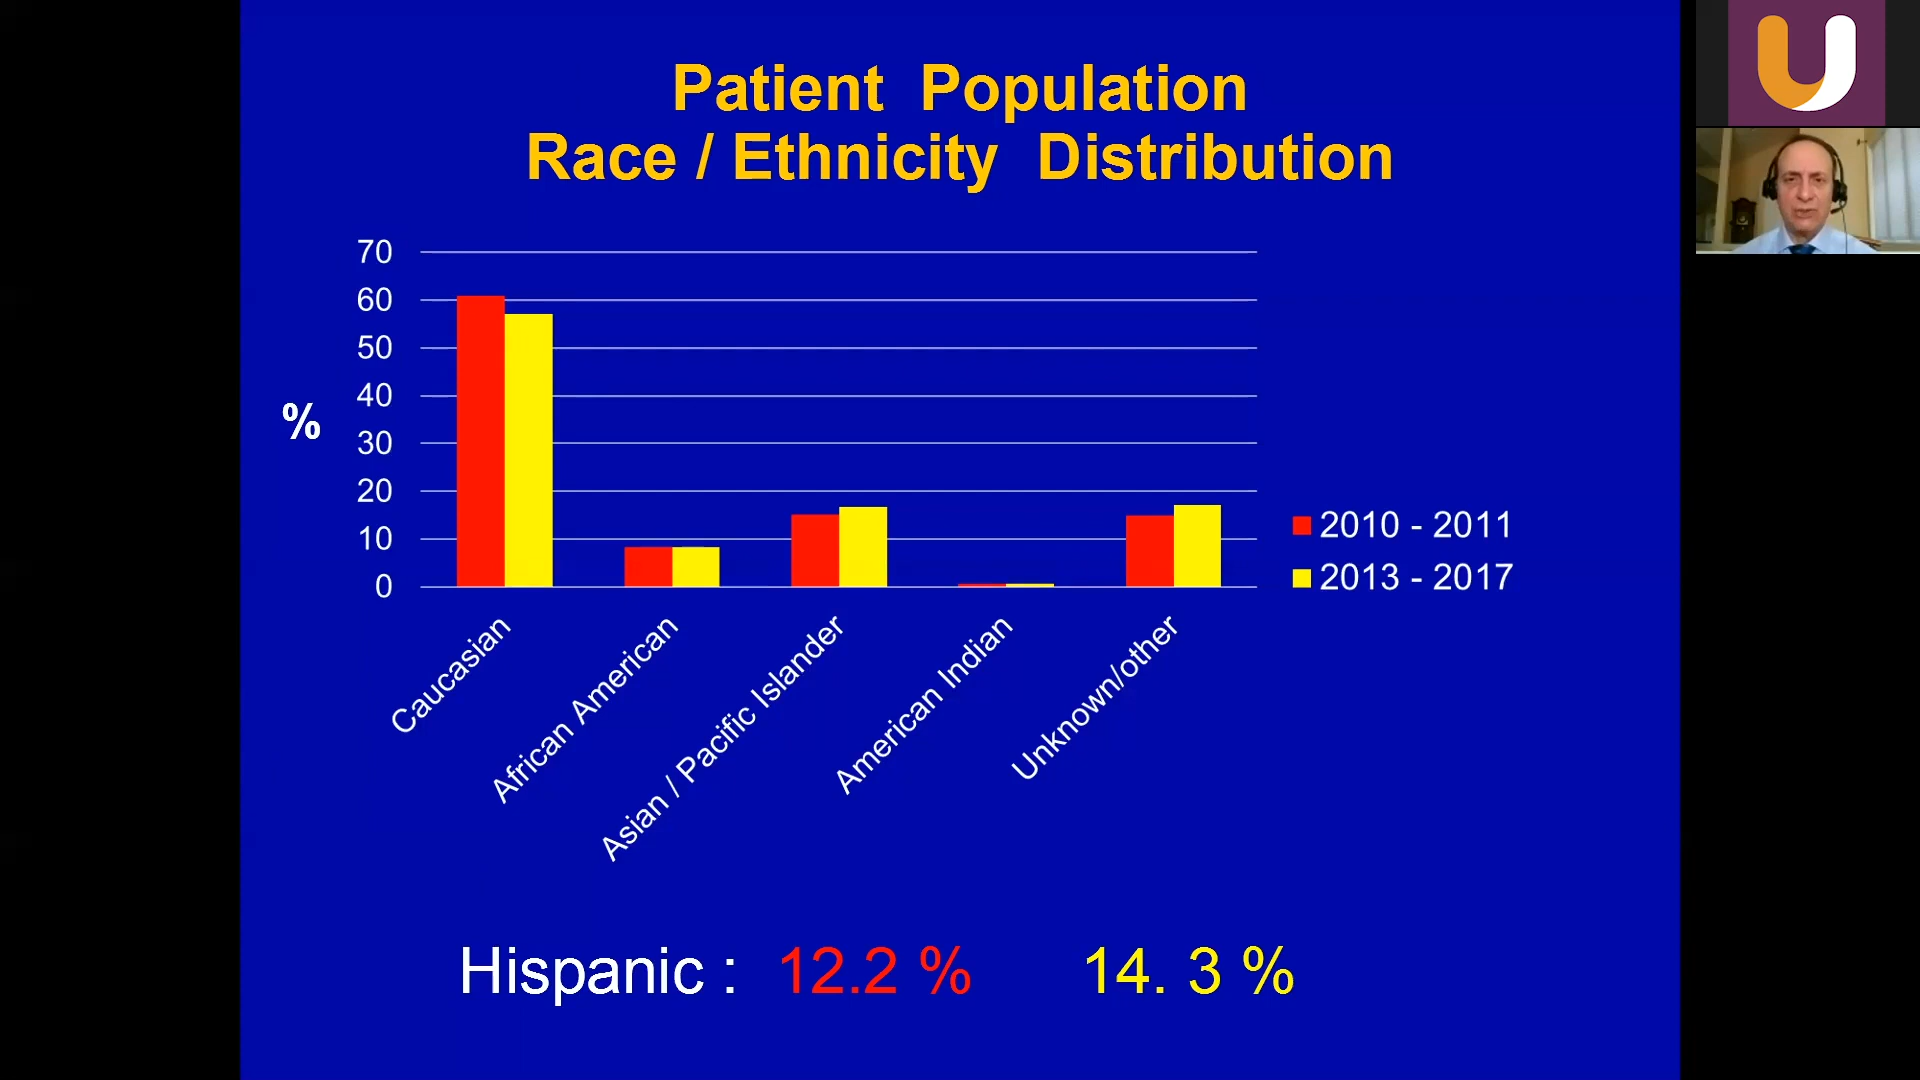 Patient Population
Race / Ethnicity Distribution
70
60
50
40
30
20
10
0
%
Caucasian
African American
Asian / Pacific Islander
American Indian
Unknown/other
2010 - 2011
2013 - 2017
Hispanic : 12.2 % 14. 3 %